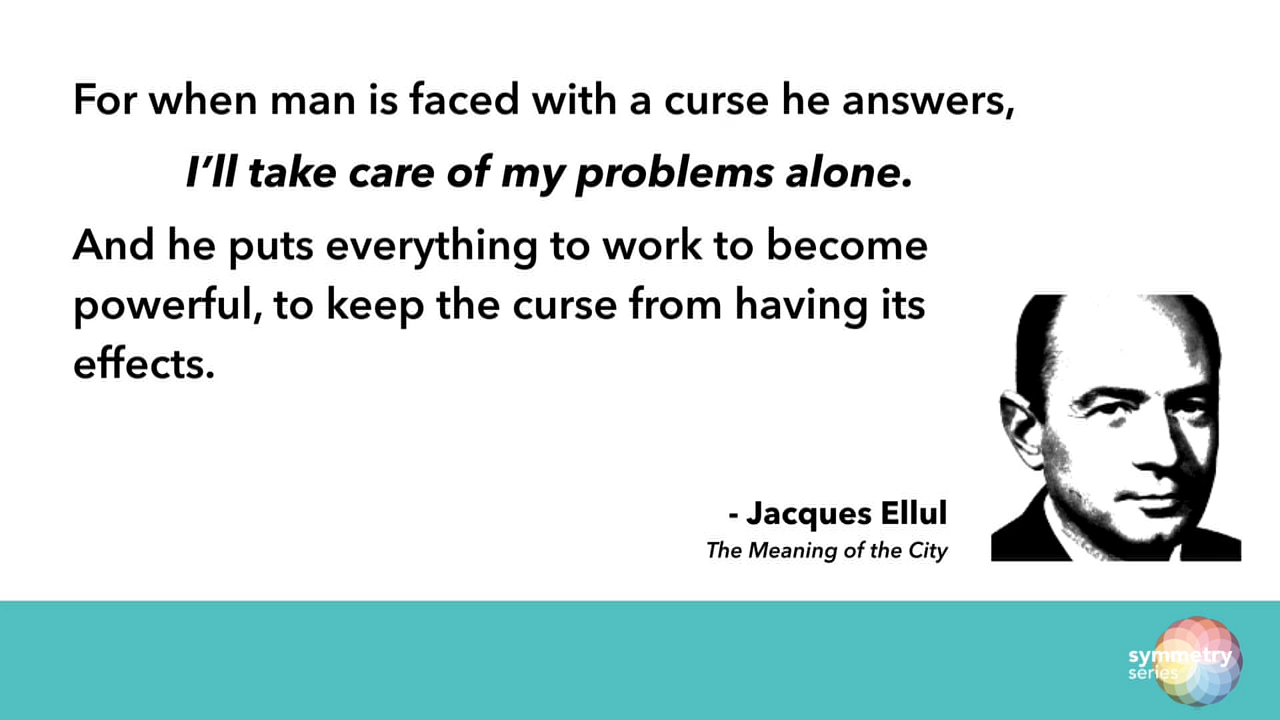 For when man is faced with a curse he answers,
I’ll take care of my problems alone.
And he puts everything to work to become
powerful, to keep the curse from having its
effects.
- Jacques Ellul
The Meaning of the City
symmetry
series